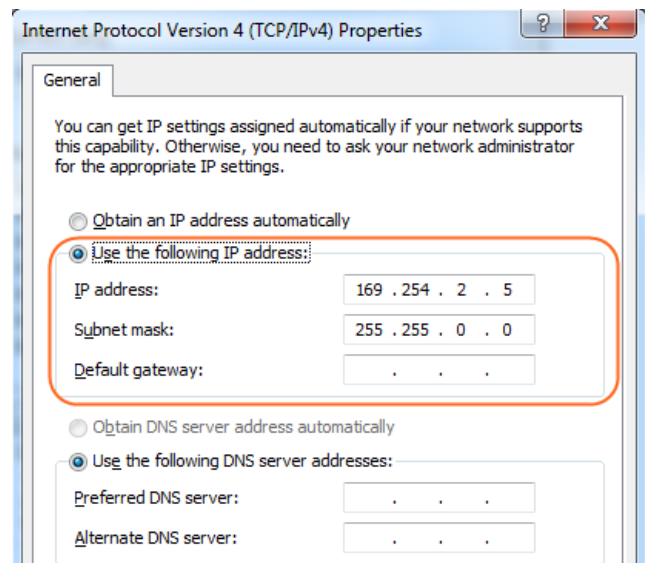 Internet Protocol Version 4 (TCP/IPv4) Properties
? X
General
You can get IP settings assigned automatically if your network supports
this capability. Otherwise, you need to ask your network administrator
for the appropriate IP settings.
Obtain an IP address automatically
Use the following IP address:
IP address: 169 . 254 . 2 . 5
Subnet mask: 255 . 255 . 0 . 0
Default gateway: . . .
Obtain DNS server address automatically
Use the following DNS server addresses:
Preferred DNS server: . . .
Alternate DNS server: . . .